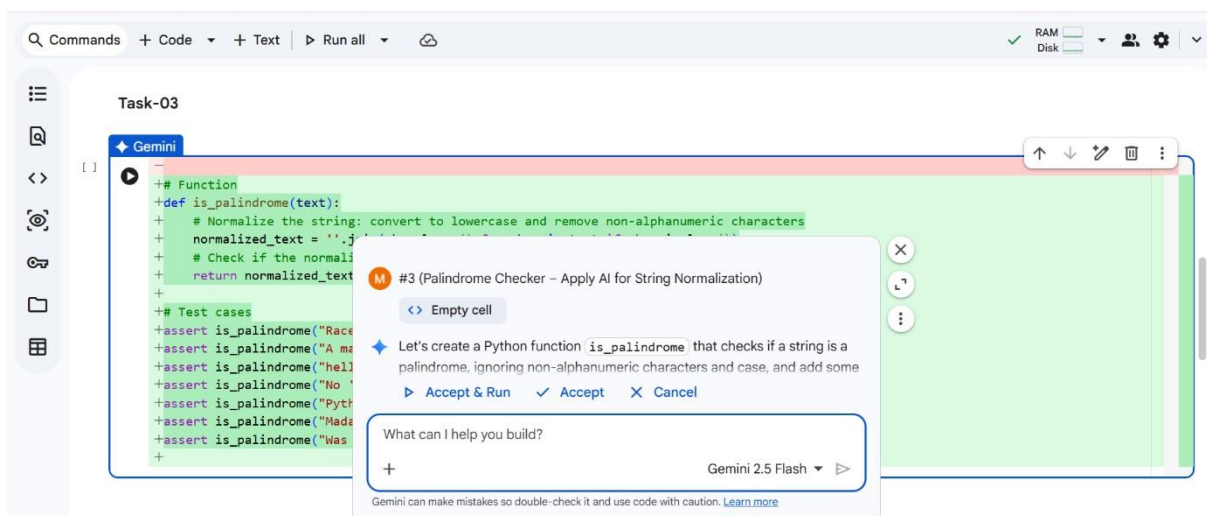 Commands + Code + Text Run all
RAM
Disk
Task-03
Gemini
[ ]
-
+# Function
+def is_palindrome(text):
+ # Normalize the string: convert to lowercase and remove non-alphanumeric characters
+ normalized_text = ''.j
+ # Check if the normali
+ return normalized_text
+
+# Test cases
+assert is_palindrome("Race
+assert is_palindrome("A ma
+assert is_palindrome("hell
+assert is_palindrome("No '
+assert is_palindrome("Pyth
+assert is_palindrome("Mada
+assert is_palindrome("Was
+
M #3 (Palindrome Checker – Apply AI for String Normalization)
<> Empty cell
Let's create a Python function is_palindrome that checks if a string is a
palindrome, ignoring non-alphanumeric characters and case, and add some
Accept & Run Accept Cancel
What can I help you build?
+ Gemini 2.5 Flash
Gemini can make mistakes so double-check it and use code with caution. Learn more